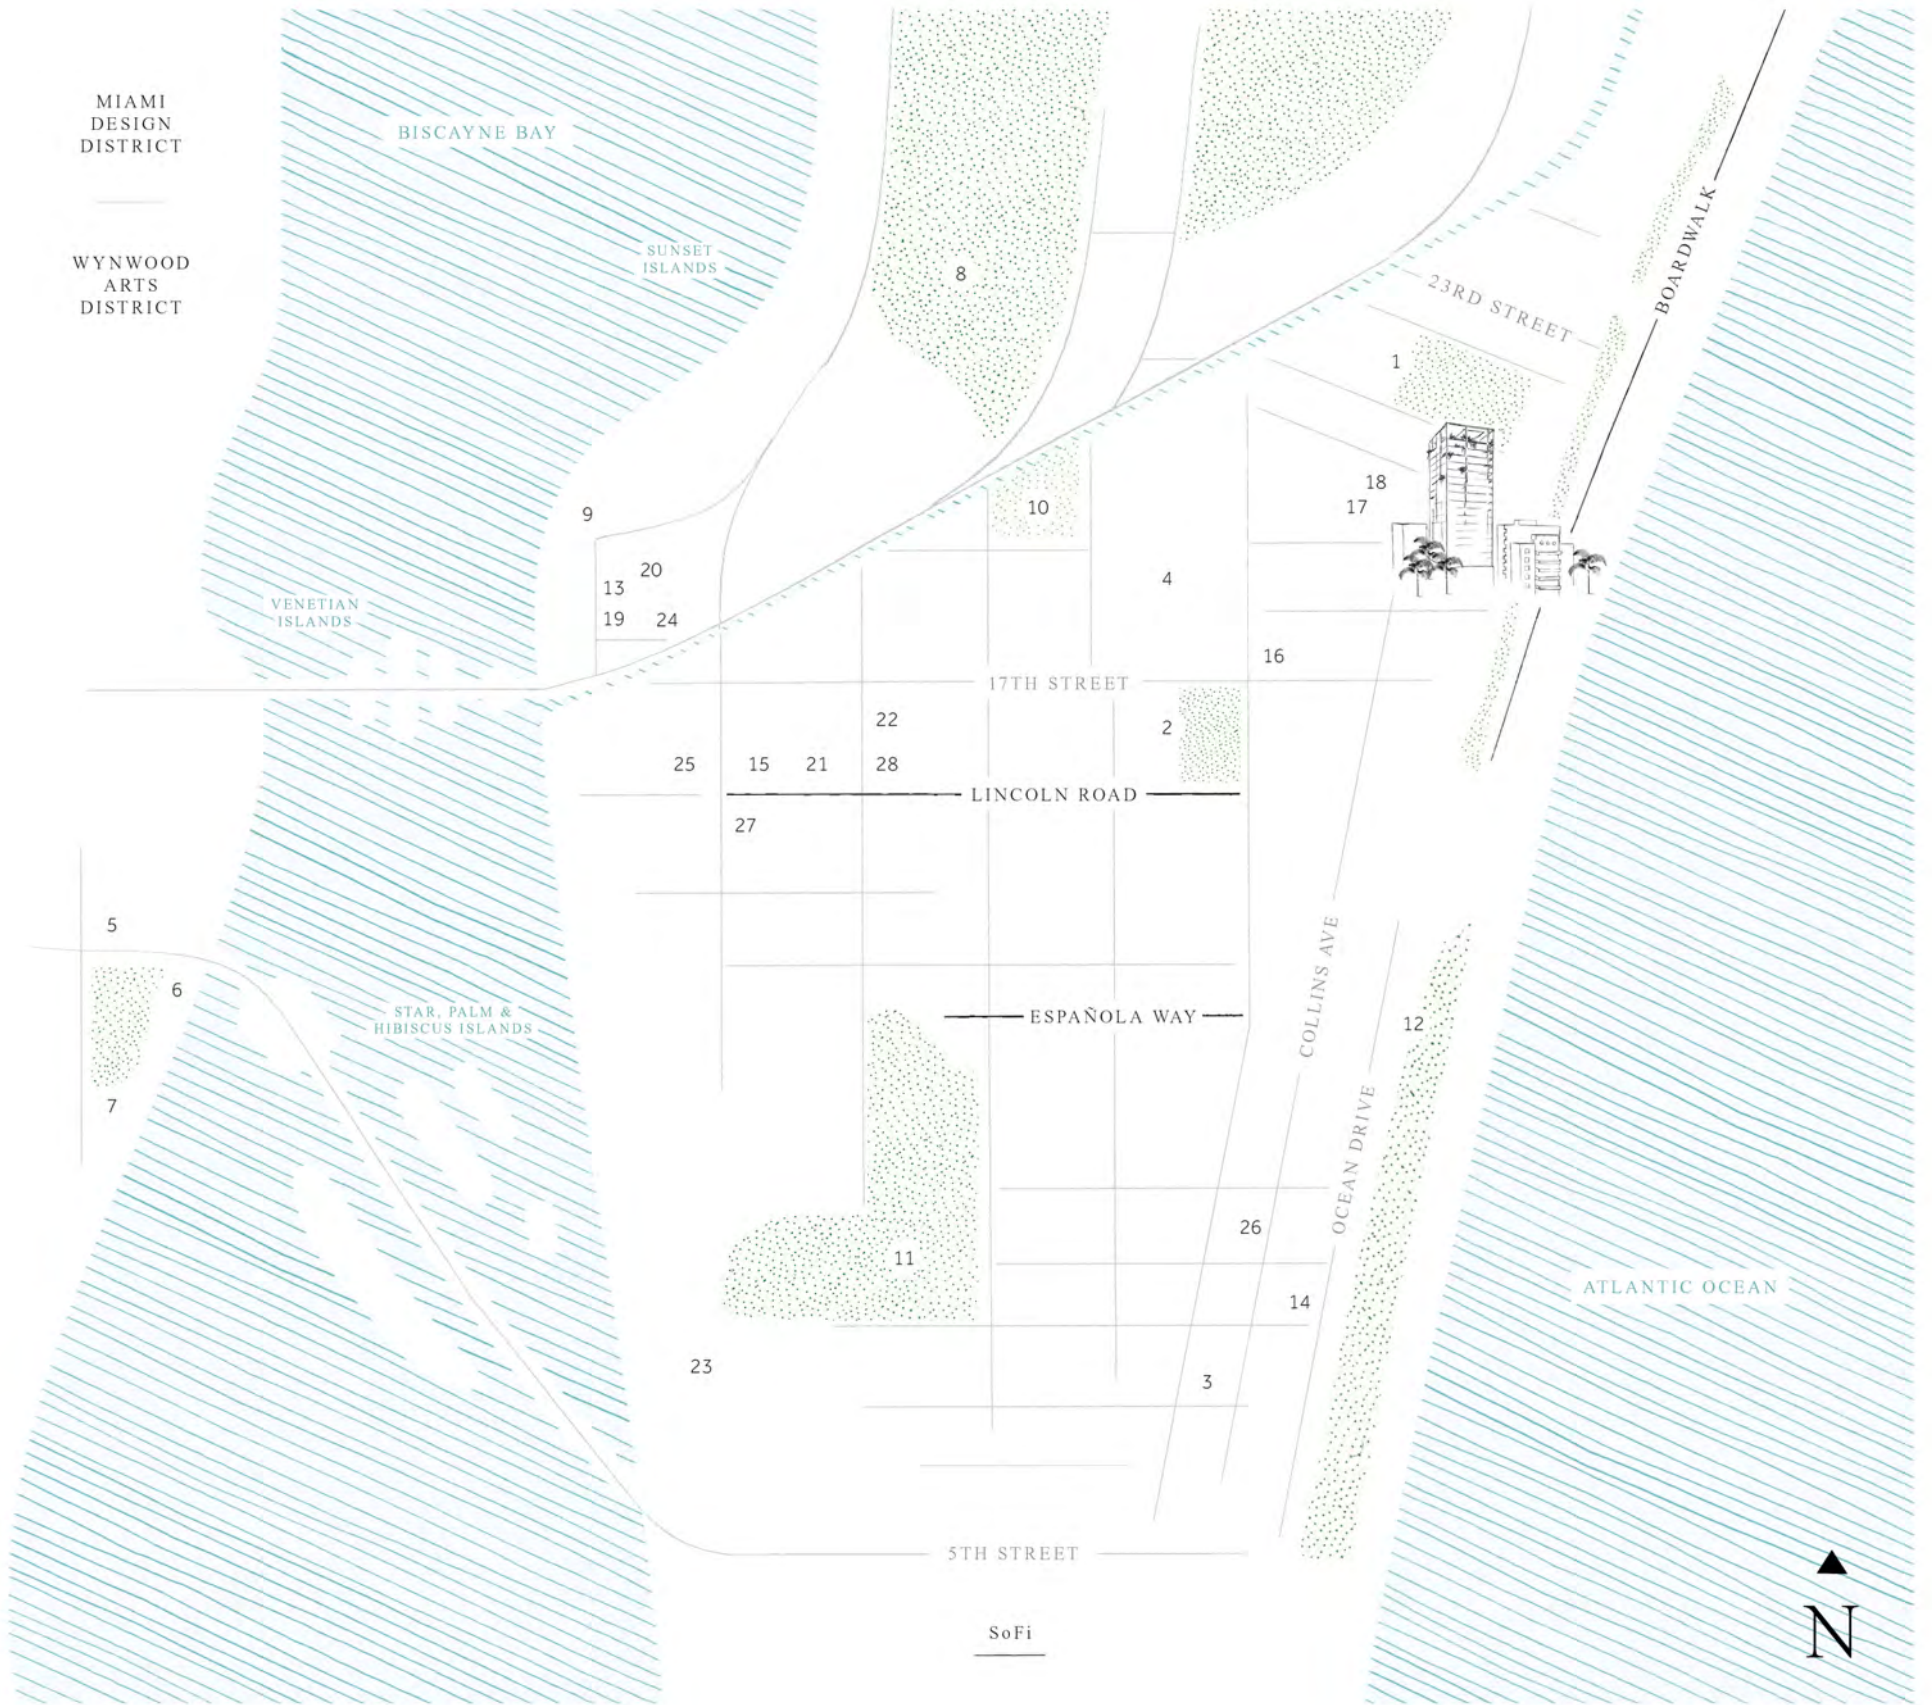 MIAMI
DESIGN
DISTRICT
BISCAYNE BAY
WYNWOOD
ARTS
DISTRICT
SUNSET
ISLANDS
BOARDWALK
8
23RD STREET
1
18
17
9
10
20
13
4
19
24
VENETIAN
ISLANDS
16
17TH STREET
22
2
25
15
21
28
LINCOLN ROAD
27
5
6
7
STAR, PALM &
HIBISCUS ISLANDS
ESPAÑOLA WAY
COLLINS AVE
12
OCEAN DRIVE
26
11
14
ATLANTIC OCEAN
23
3
5TH STREET
SoFi
N